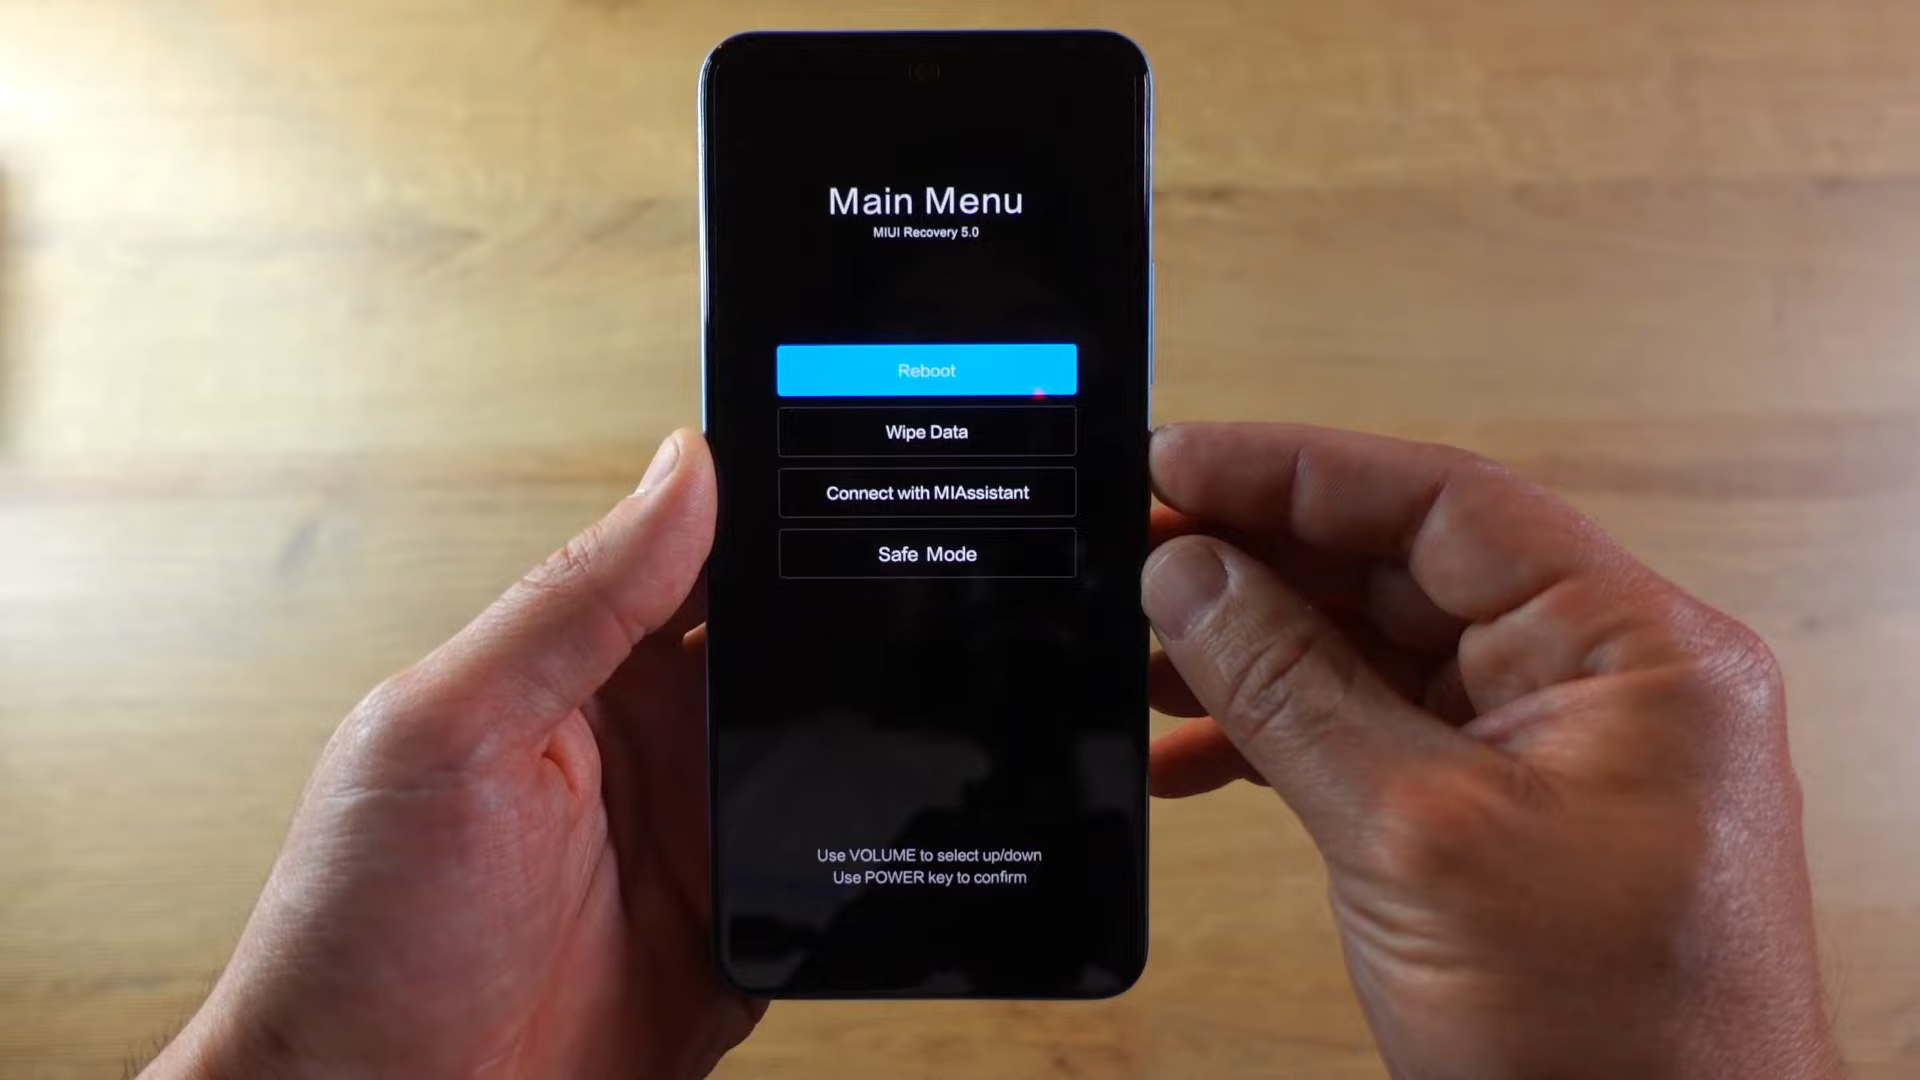 Main Menu
MIUI Recovery 5.0
Reboot
Wipe Data
Connect with MIAssistant
Safe Mode
Use VOLUME to select up/down
Use POWER key to confirm